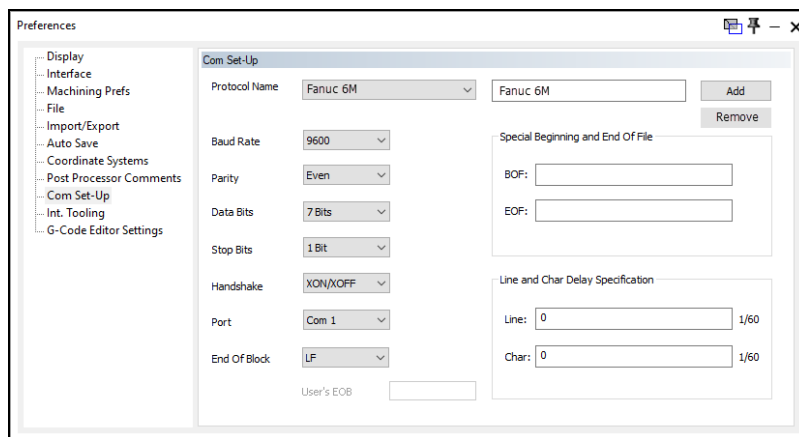 Preferences
Display
Interface
Machining Prefs
File
Import/Export
Auto Save
Coordinate Systems
Post Processor Comments
Com Set-Up
Int. Tooling
G-Code Editor Settings
Com Set-Up
Protocol Name
Fanuc 6M
Fanuc 6M
Add
Remove
Baud Rate
9600
Parity
Even
Data Bits
7 Bits
Stop Bits
1 Bit
Handshake
XON/XOFF
Port
Com 1
End Of Block
LF
User's EOB
Special Beginning and End Of File
BOF:
EOF:
Line and Char Delay Specification
Line:
0
1/60
Char:
0
1/60